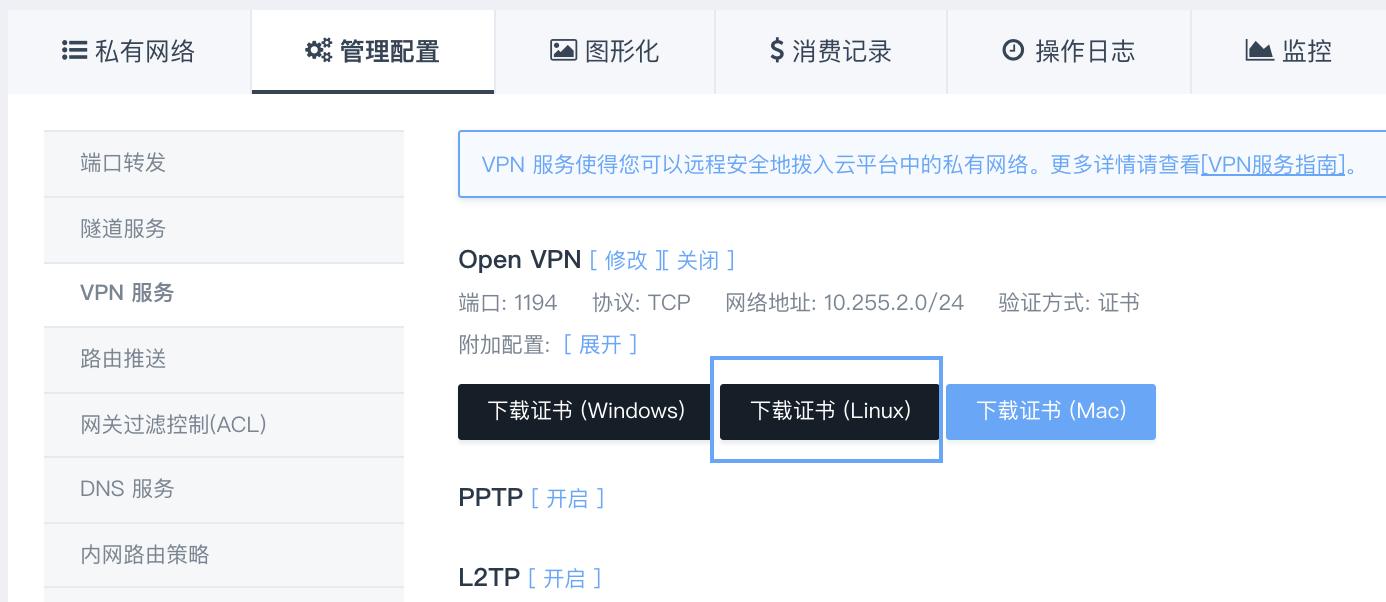 私有网络 管理配置 图形化 消费记录 操作日志 监控
端口转发
隧道服务
VPN 服务
路由推送
网关过滤控制(ACL)
DNS 服务
内网路由策略
VPN 服务使得您可以远程安全地拨入云平台中的私有网络。更多详情请查看[VPN服务指南]。
Open VPN [ 修改 ][ 关闭 ]
端口: 1194 协议: TCP 网络地址: 10.255.2.0/24 验证方式: 证书
附加配置: [ 展开 ]
下载证书 (Windows) 下载证书 (Linux) 下载证书 (Mac)
PPTP [ 开启 ]
L2TP [ 开启 ]